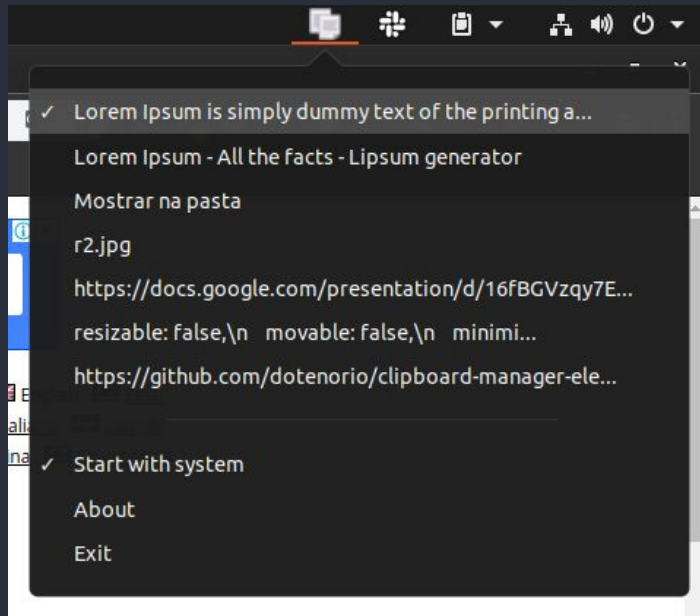 ✓ Lorem Ipsum is simply dummy text of the printing a...
Lorem Ipsum - All the facts - Lipsum generator
Mostrar na pasta
r2.jpg
https://docs.google.com/presentation/d/16fBGVzqy7E...
resizable: false,\n   movable: false,\n   minimi...
https://github.com/dotenorio/clipboard-manager-ele...
✓ Start with system
About
Exit